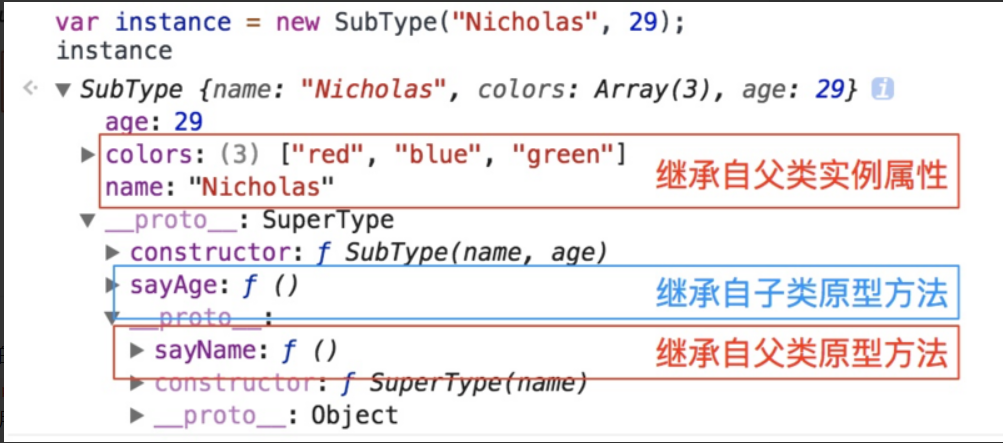 var instance = new SubType("Nicholas", 29);
instance
SubType {name: "Nicholas", colors: Array(3), age: 29} i
age: 29
colors: (3) ["red", "blue", "green"]
name: "Nicholas"
继承自父类实例属性
__proto__: SuperType
constructor: ƒ SubType(name, age)
sayAge: ƒ ()
继承自子类原型方法
__proto__:
sayName: ƒ ()
继承自父类原型方法
constructor: ƒ SuperType(name)
__proto__: Object